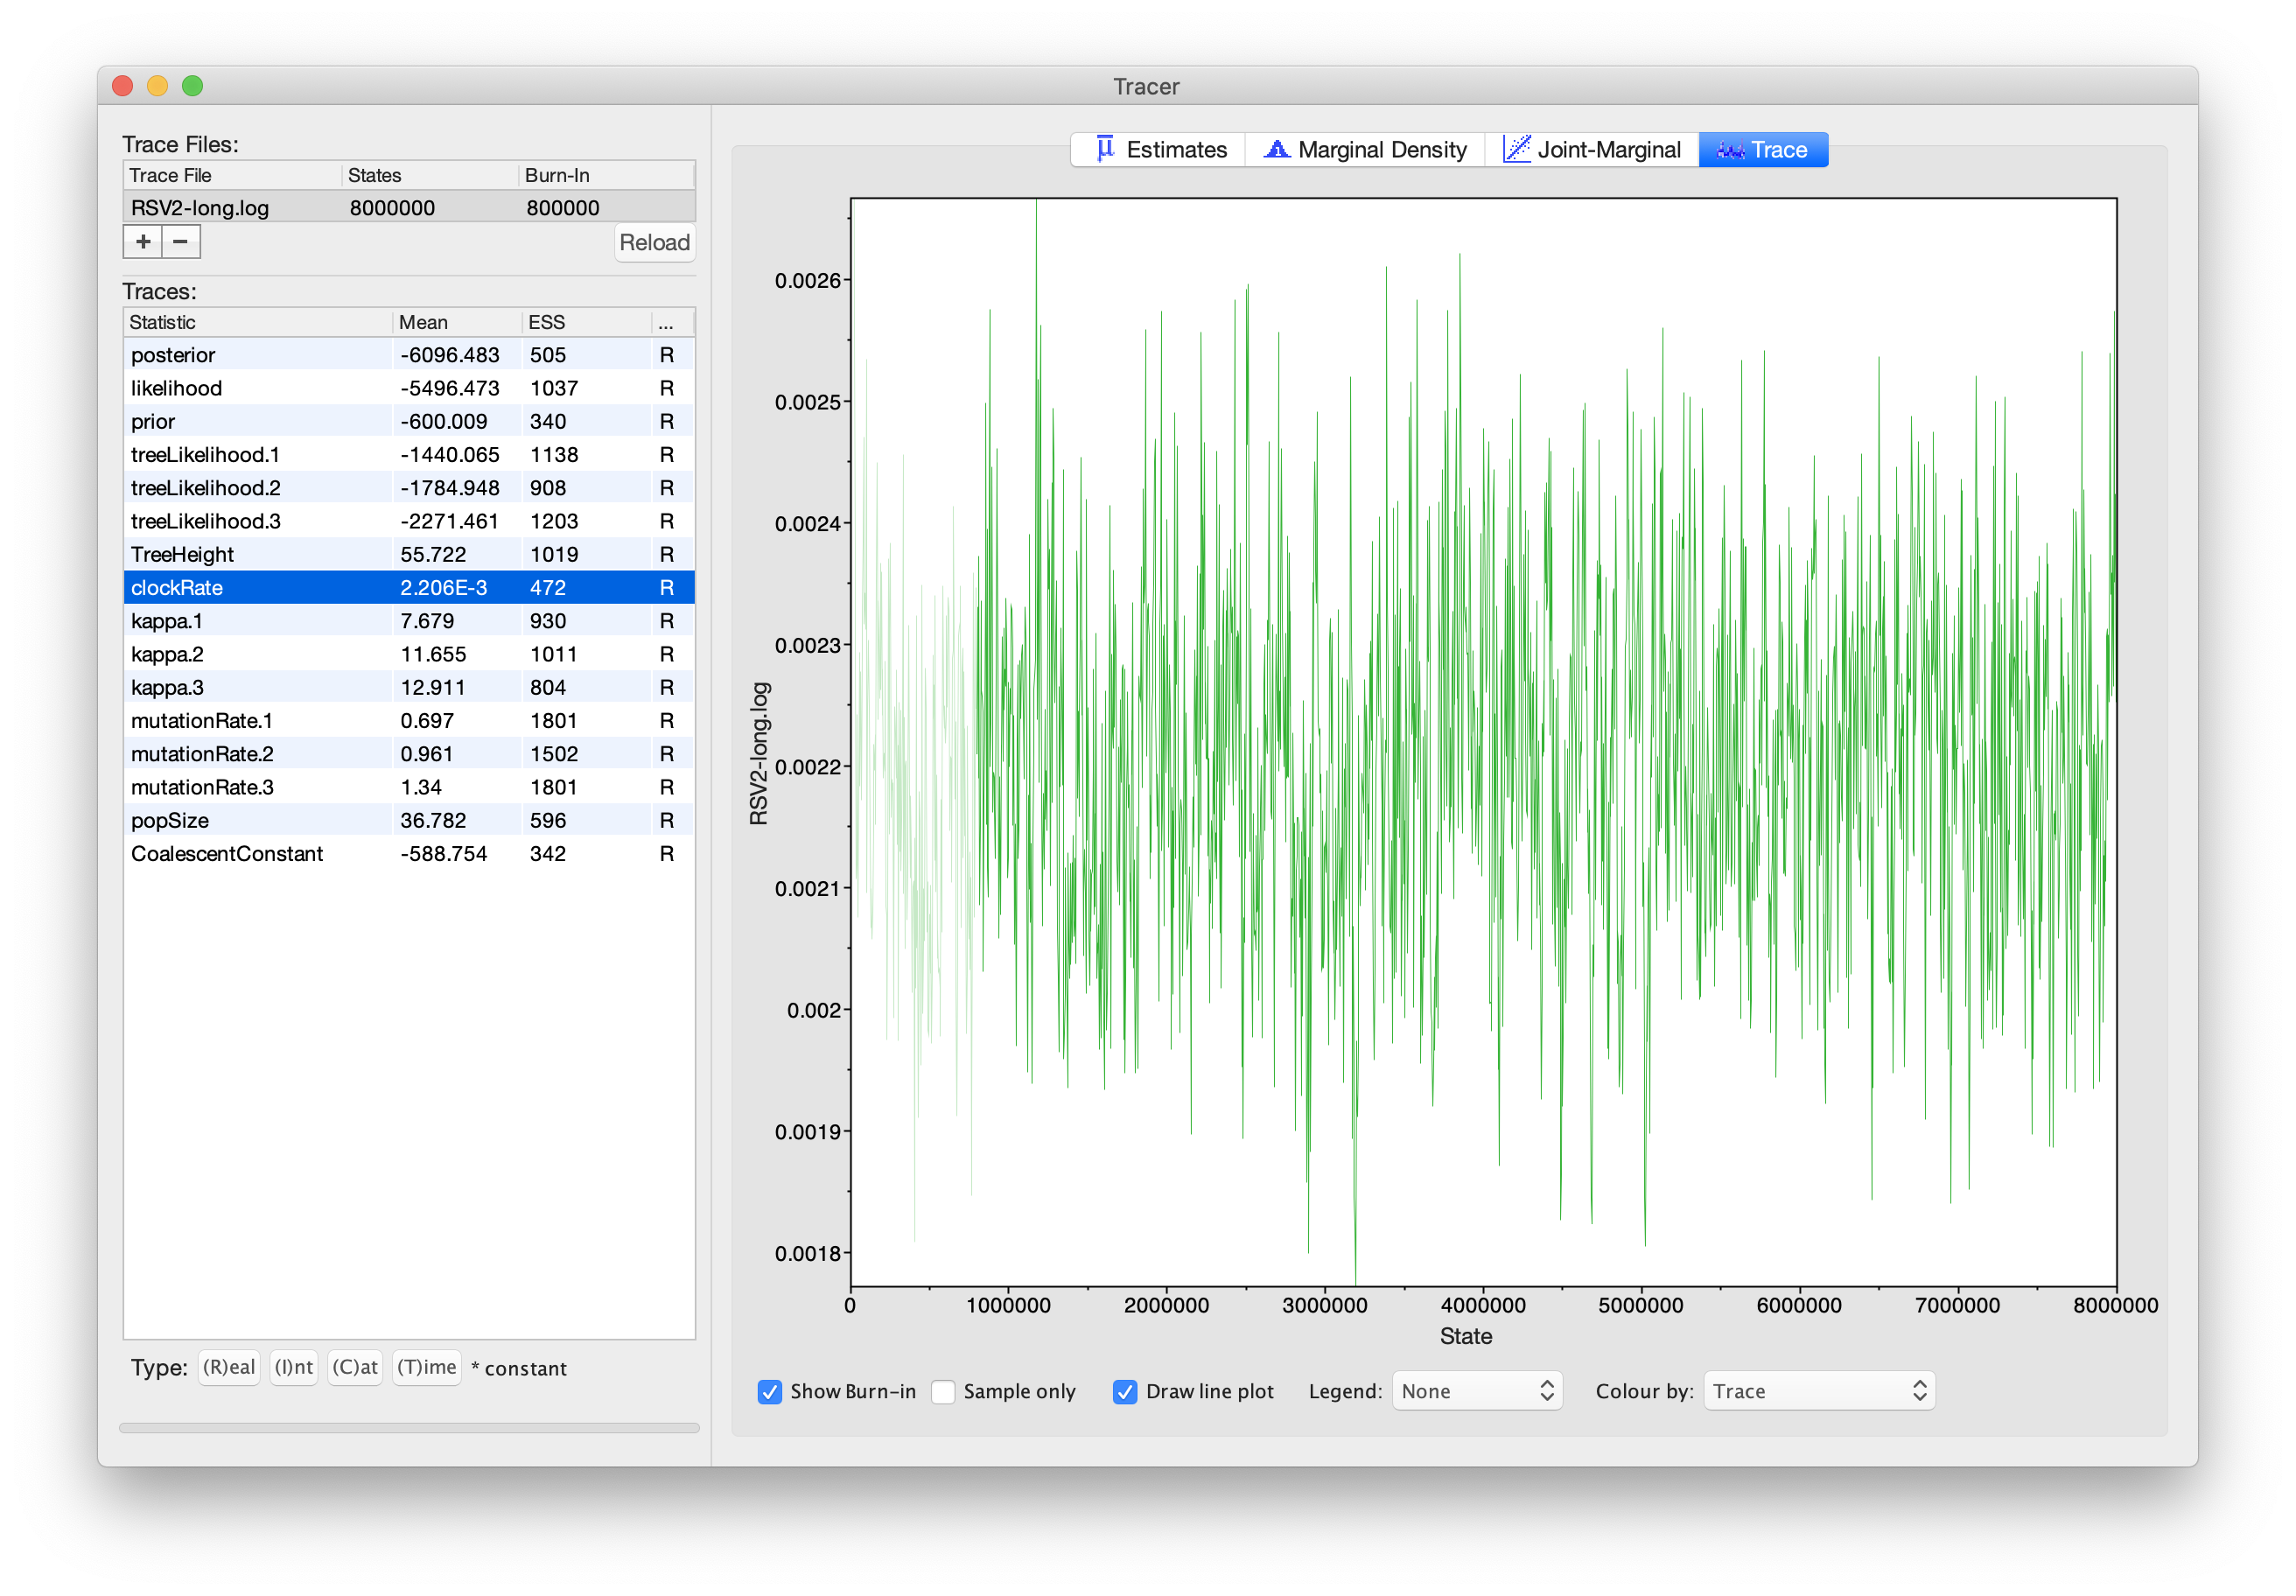 Tracer
Trace Files:
Trace File States Burn-In
RSV2-long.log 8000000 800000
+ − Reload
Traces:
Statistic Mean ESS ...
posterior -6096.483 505 R
likelihood -5496.473 1037 R
prior -600.009 340 R
treeLikelihood.1 -1440.065 1138 R
treeLikelihood.2 -1784.948 908 R
treeLikelihood.3 -2271.461 1203 R
TreeHeight 55.722 1019 R
clockRate 2.206E-3 472 R
kappa.1 7.679 930 R
kappa.2 11.655 1011 R
kappa.3 12.911 804 R
mutationRate.1 0.697 1801 R
mutationRate.2 0.961 1502 R
mutationRate.3 1.34 1801 R
popSize 36.782 596 R
CoalescentConstant -588.754 342 R
Type: (R)eal (I)nt (C)at (T)ime * constant
μ Estimates Marginal Density Joint-Marginal Trace
0.0026
0.0025
0.0024
0.0023
0.0022
0.0021
0.002
0.0019
0.0018
RSV2-long.log
0 1000000 2000000 3000000 4000000 5000000 6000000 7000000 8000000
State
Show Burn-in Sample only Draw line plot Legend: None Colour by: Trace